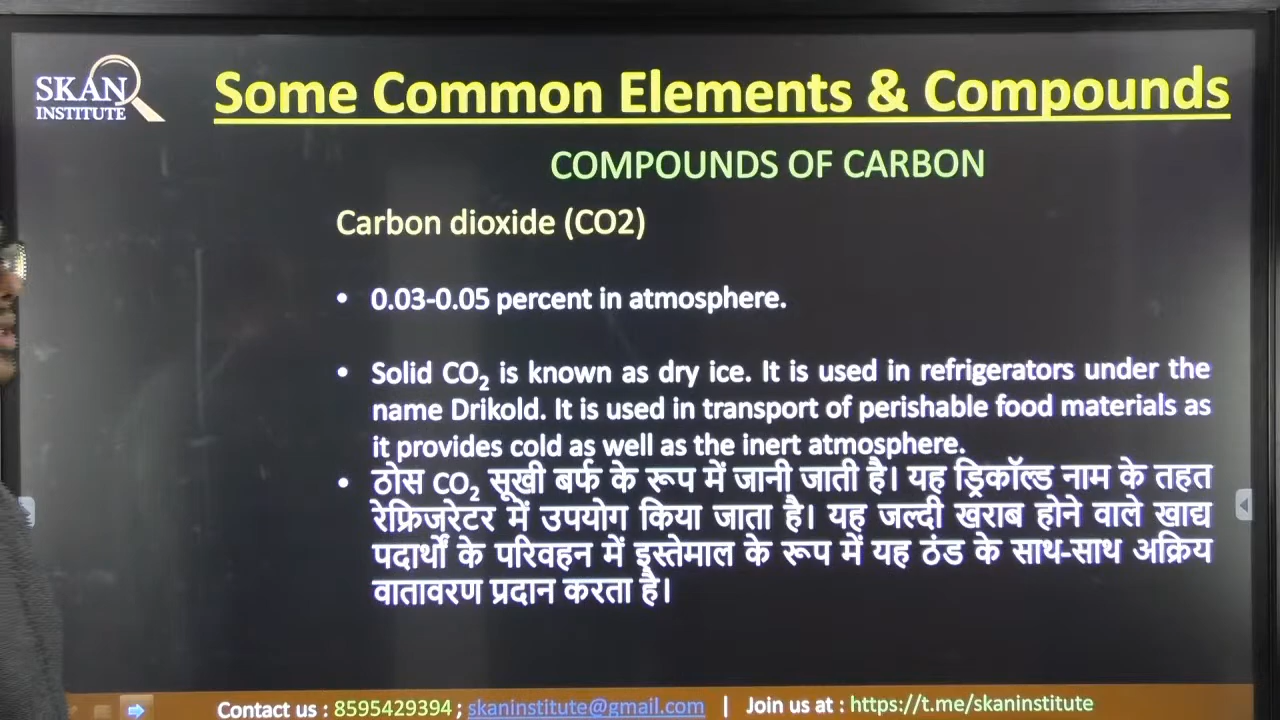 SKAN
INSTITUTE
Some Common Elements & Compounds
COMPOUNDS OF CARBON
Carbon dioxide (CO2)
• 0.03-0.05 percent in atmosphere.
• Solid CO₂ is known as dry ice. It is used in refrigerators under the
name Drikold. It is used in transport of perishable food materials as
it provides cold as well as the inert atmosphere.
• ठोस CO₂ सूखी बर्फ के रूप में जानी जाती है। यह ड्रिकॉल्ड नाम के तहत
रेफ्रिजरेटर में उपयोग किया जाता है। यह जल्दी खराब होने वाले खाद्य
पदार्थों के परिवहन में इस्तेमाल के रूप में यह ठंड के साथ-साथ अक्रिय
वातावरण प्रदान करता है।
Contact us : 8595429394 ; skaninstitute@gmail.com | Join us at : https://t.me/skaninstitute